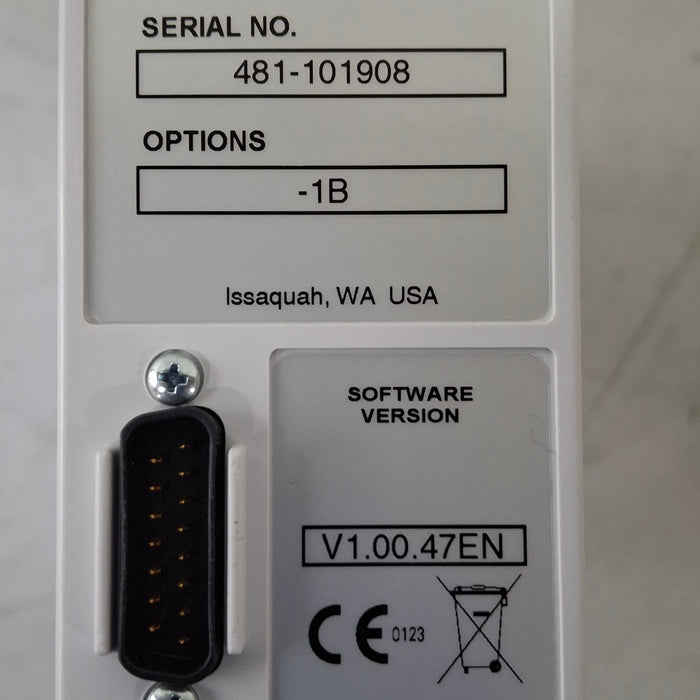 SERIAL NO.
481-101908
OPTIONS
-1B
Issaquah, WA USA
SOFTWARE
VERSION
V1.00.47EN
CE 0123